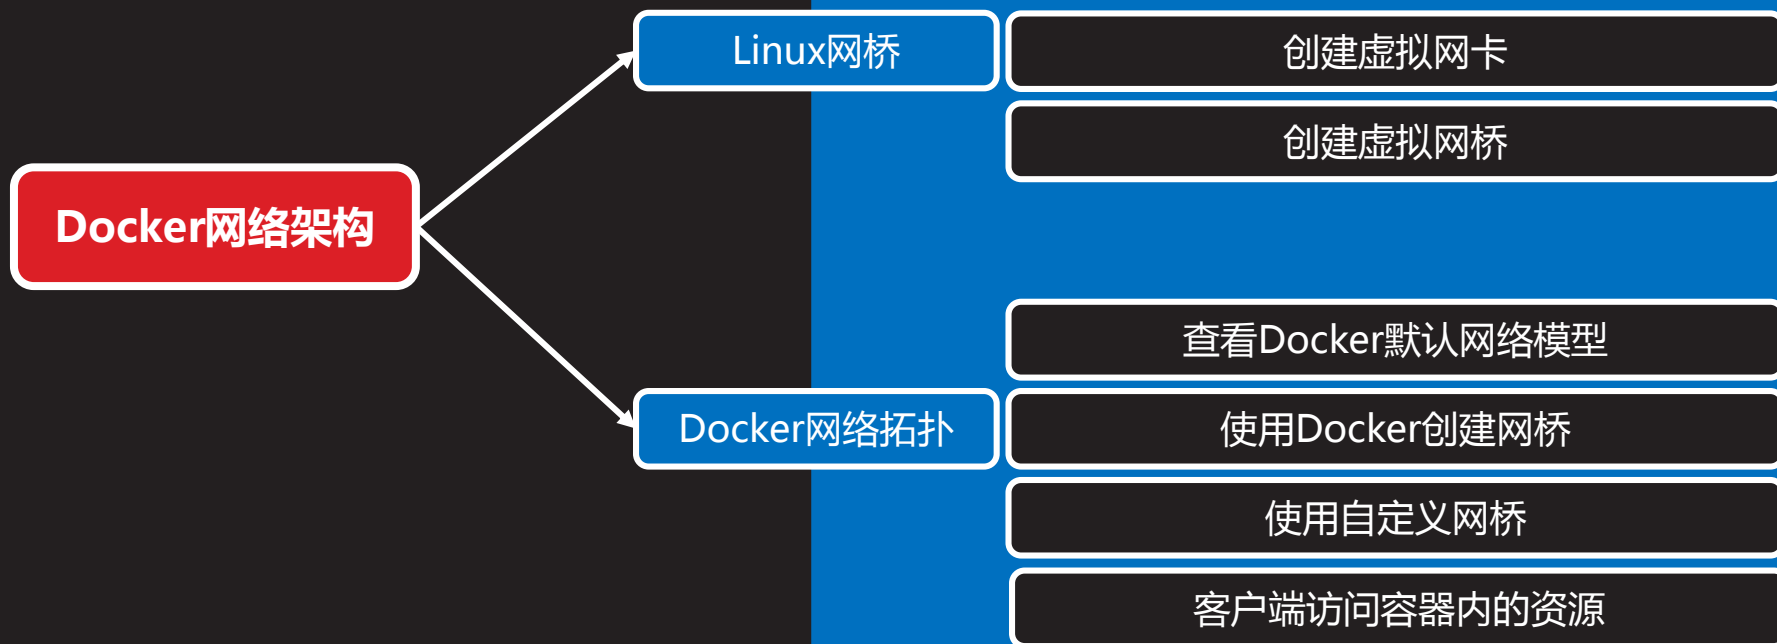 Docker网络架构
Linux网桥
创建虚拟网卡
创建虚拟网桥
Docker网络拓扑
查看Docker默认网络模型
使用Docker创建网桥
使用自定义网桥
客户端访问容器内的资源